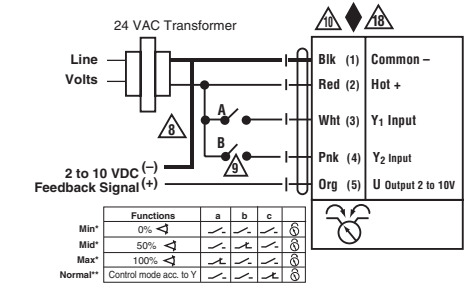 24 VAC Transformer
10
18
Line
Volts
Blk (1) Common –
Red (2) Hot +
A
Wht (3) Y1 Input
8
B
Pnk (4) Y2 Input
9
2 to 10 VDC (–)
Feedback Signal (+)
Org (5) U Output 2 to 10V
Functions a b c
Min* 0%
Mid* 50%
Max* 100%
Normal** Control mode acc. to Y